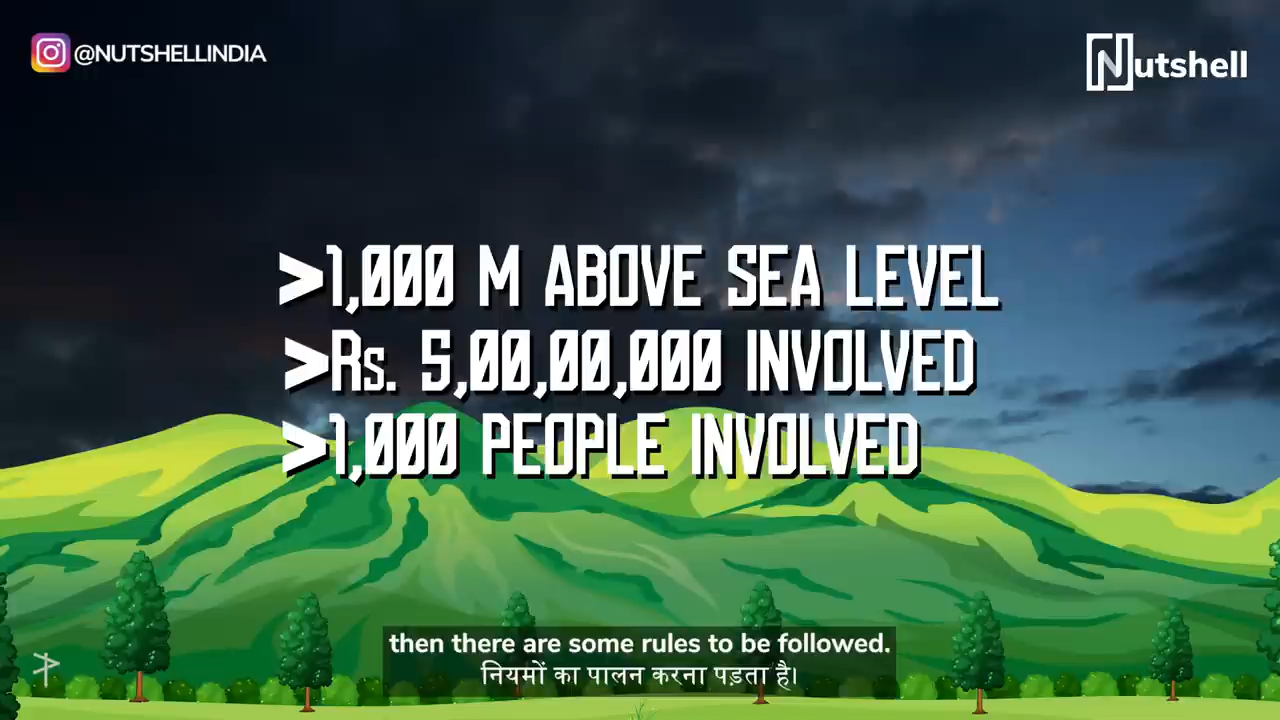 @NUTSHELLINDIA
Nutshell
>1,000 M ABOVE SEA LEVEL
>Rs. 5,00,00,000 INVOLVED
>1,000 PEOPLE INVOLVED
then there are some rules to be followed.
नियमों का पालन करना पड़ता है।